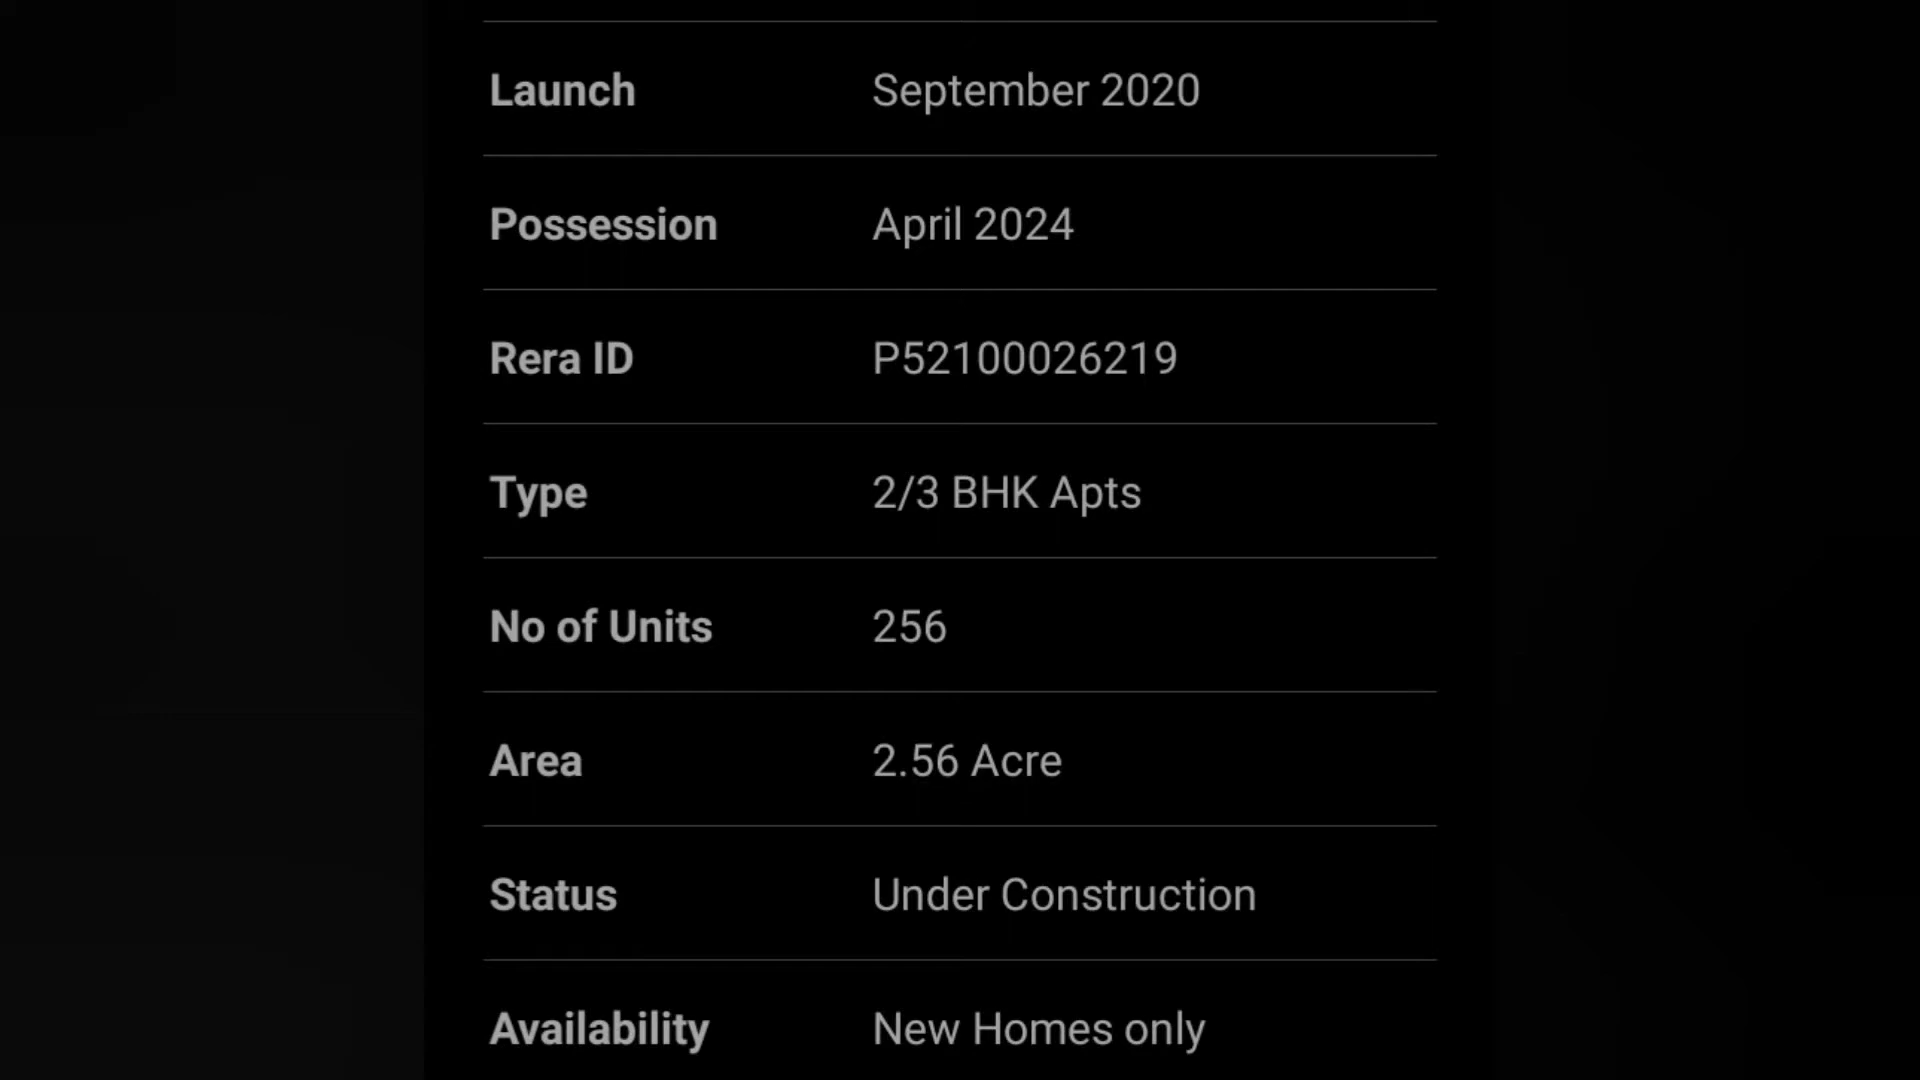 Launch September 2020
Possession April 2024
Rera ID P52100026219
Type 2/3 BHK Apts
No of Units 256
Area 2.56 Acre
Status Under Construction
Availability New Homes only